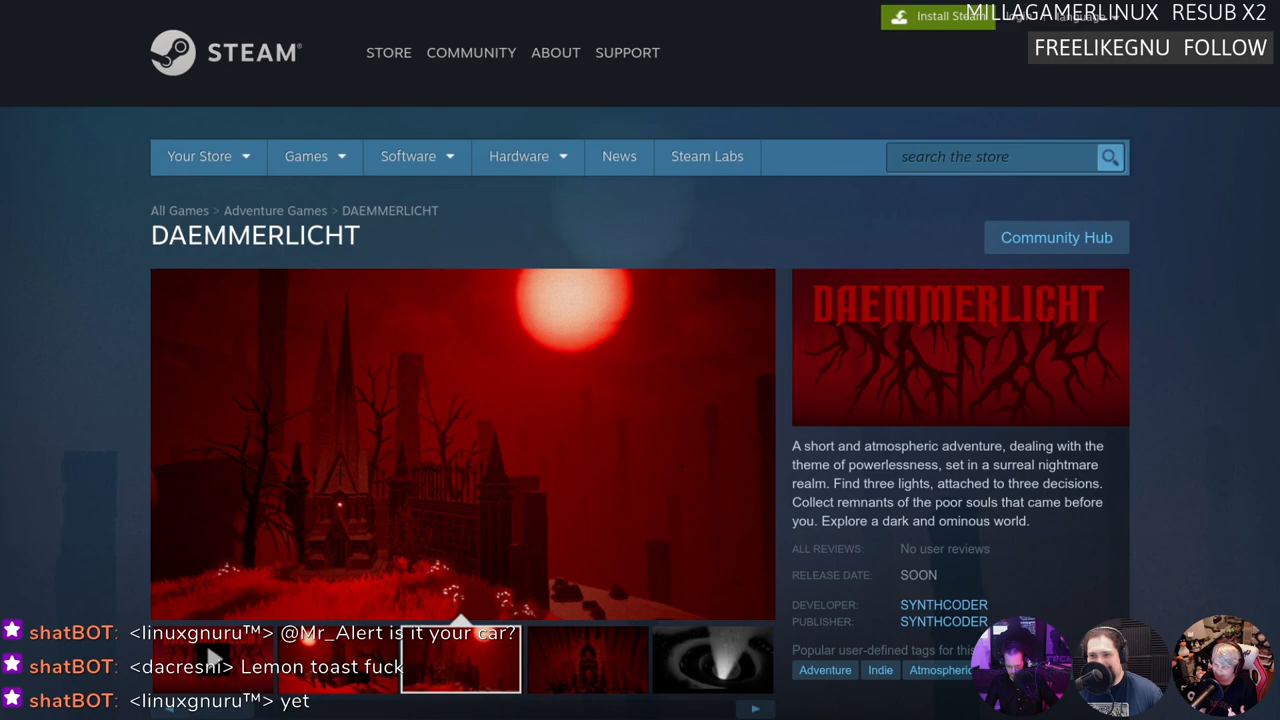 MILLAGAMERLINUX RESUB X2
Install Steam
FREELIKEGNU FOLLOW
STEAM®
STORE COMMUNITY ABOUT SUPPORT
Your Store Games Software Hardware News Steam Labs search the store
All Games > Adventure Games > DAEMMERLICHT
DAEMMERLICHT
Community Hub
DAEMMERLICHT
A short and atmospheric adventure, dealing with the
theme of powerlessness, set in a surreal nightmare
realm. Find three lights, attached to three decisions.
Collect remnants of the poor souls that came before
you. Explore a dark and ominous world.
ALL REVIEWS: No user reviews
RELEASE DATE: SOON
DEVELOPER: SYNTHCODER
PUBLISHER: SYNTHCODER
Popular user-defined tags for this
Adventure Indie Atmospheric
shatBOT: <linuxgnuru™> @Mr_Alert is it your car?
shatBOT: <dacresni> Lemon toast fuck
shatBOT: <linuxgnuru™> yet